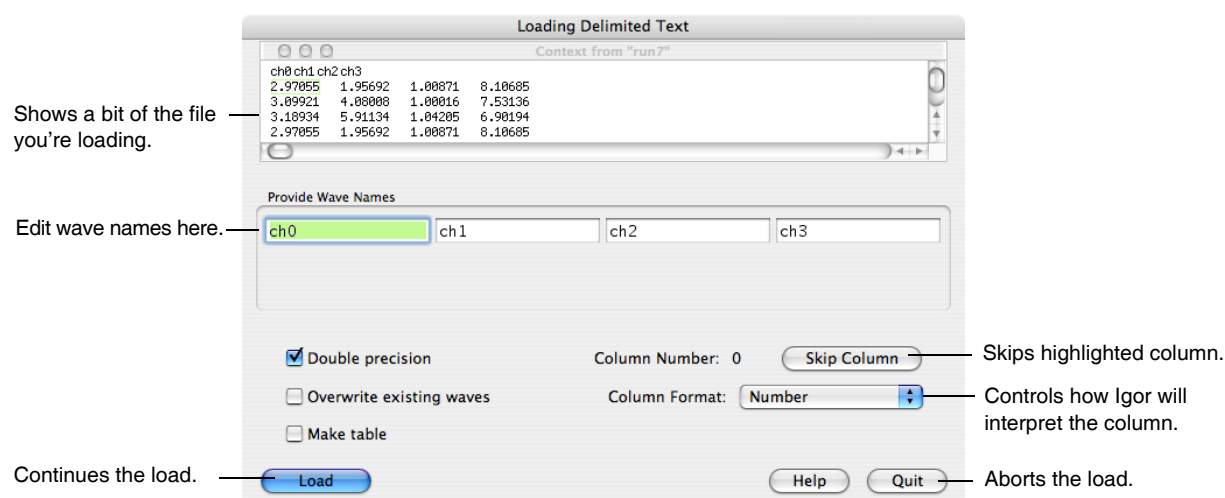 Loading Delimited Text
Context from "run7"
ch0 ch1 ch2 ch3
2.97055 1.95692 1.00871 8.10685
3.09921 4.08008 1.00016 7.53136
3.18934 5.91134 1.04205 6.90194
2.97055 1.95692 1.00871 8.10685
Shows a bit of the file
you're loading.
Provide Wave Names
Edit wave names here.
ch0 ch1 ch2 ch3
Double precision Column Number: 0 Skip Column
Skips highlighted column.
Overwrite existing waves Column Format: Number
Controls how Igor will
interpret the column.
Make table
Continues the load.
Load Help Quit
Aborts the load.